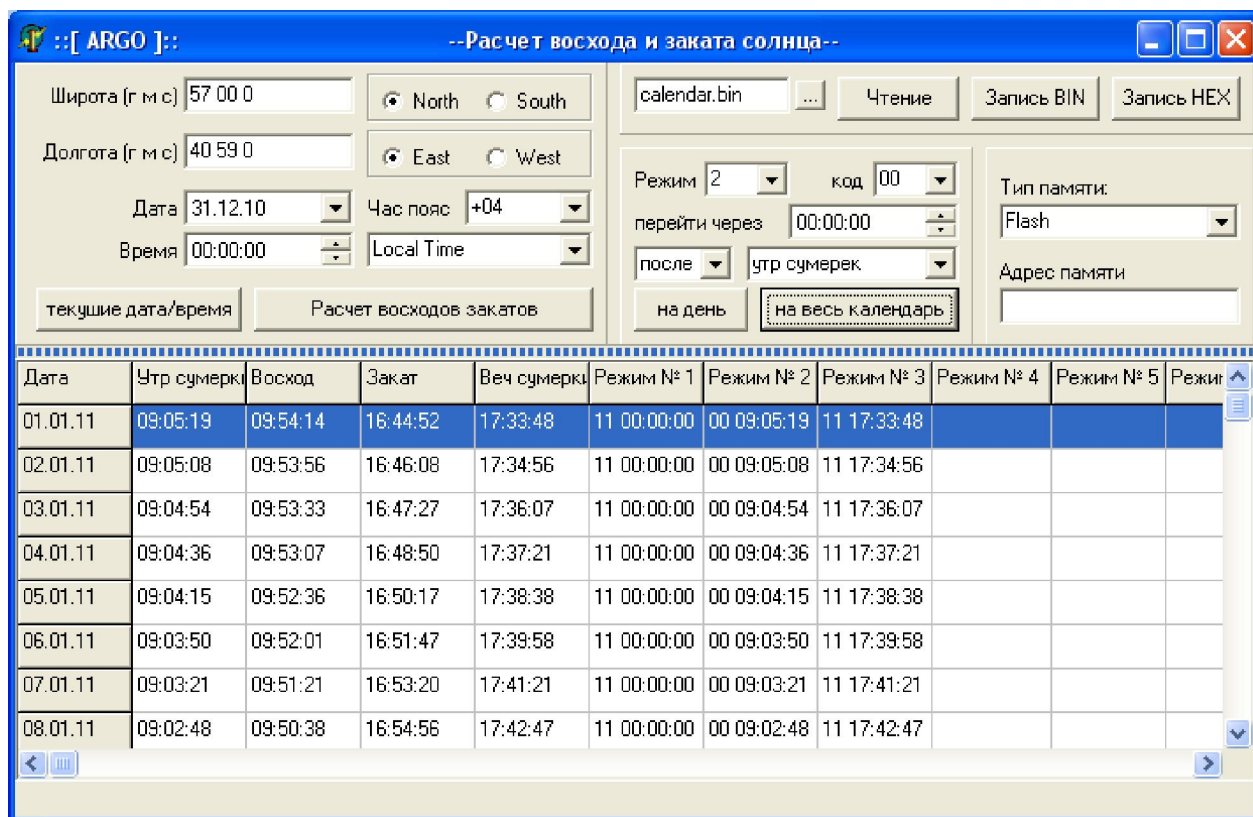 ::[ ARGO ]:: --Расчет восхода и заката солнца--
Широта (г м с) 57 00 0 North South
Долгота (г м с) 40 59 0 East West
Дата 31.12.10 Час пояс +04
Время 00:00:00 Local Time
текущие дата/время Расчет восходов закатов
calendar.bin ... Чтение Запись BIN Запись HEX
Режим 2 код 00
перейти через 00:00:00
после утр сумерек
на день на весь календарь
Тип памяти:
Flash
Адрес памяти
Дата Утр сумерки Восход Закат Веч сумерки Режим № 1 Режим № 2 Режим № 3 Режим № 4 Режим № 5
01.01.11 09:05:19 09:54:14 16:44:52 17:33:48 11 00:00:00 00 09:05:19 11 17:33:48
02.01.11 09:05:08 09:53:56 16:46:08 17:34:56 11 00:00:00 00 09:05:08 11 17:34:56
03.01.11 09:04:54 09:53:33 16:47:27 17:36:07 11 00:00:00 00 09:04:54 11 17:36:07
04.01.11 09:04:36 09:53:07 16:48:50 17:37:21 11 00:00:00 00 09:04:36 11 17:37:21
05.01.11 09:04:15 09:52:36 16:50:17 17:38:38 11 00:00:00 00 09:04:15 11 17:38:38
06.01.11 09:03:50 09:52:01 16:51:47 17:39:58 11 00:00:00 00 09:03:50 11 17:39:58
07.01.11 09:03:21 09:51:21 16:53:20 17:41:21 11 00:00:00 00 09:03:21 11 17:41:21
08.01.11 09:02:48 09:50:38 16:54:56 17:42:47 11 00:00:00 00 09:02:48 11 17:42:47